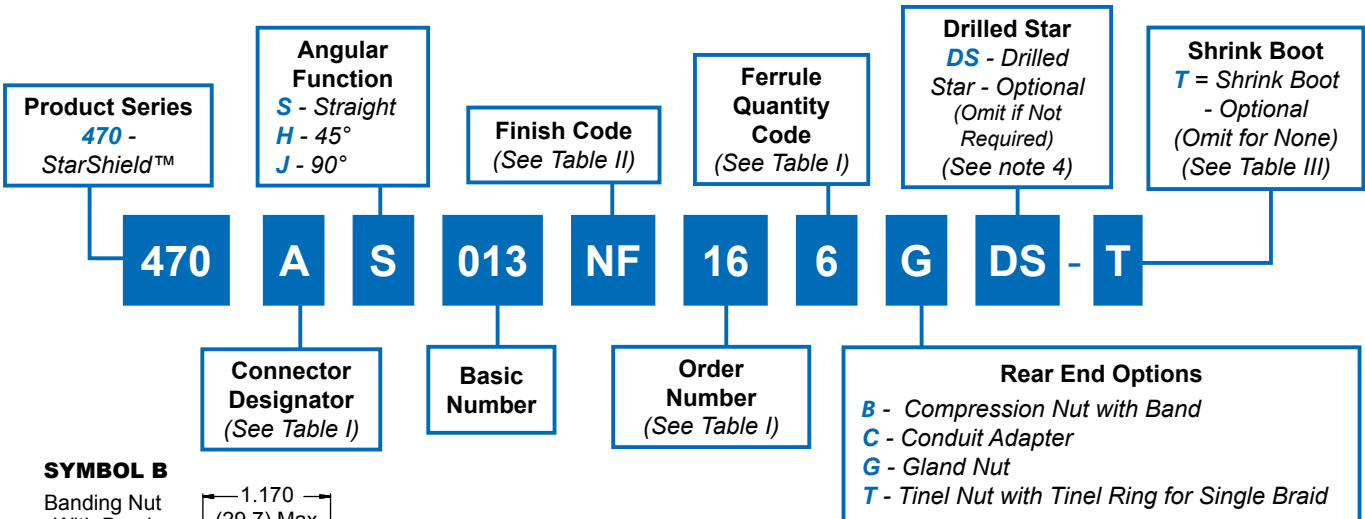 Product Series
470 -
StarShield™
Angular
Function
S - Straight
H - 45°
J - 90°
Finish Code
(See Table II)
Ferrule
Quantity
Code
(See Table I)
Drilled Star
DS - Drilled
Star - Optional
(Omit if Not
Required)
(See note 4)
Shrink Boot
T = Shrink Boot
- Optional
(Omit for None)
(See Table III)
470 A S 013 NF 16 6 G DS - T
Connector
Designator
(See Table I)
Basic
Number
Order
Number
(See Table I)
Rear End Options
B - Compression Nut with Band
C - Conduit Adapter
G - Gland Nut
T - Tinel Nut with Tinel Ring for Single Braid
SYMBOL B
Banding Nut
1.170
(29.7) Max